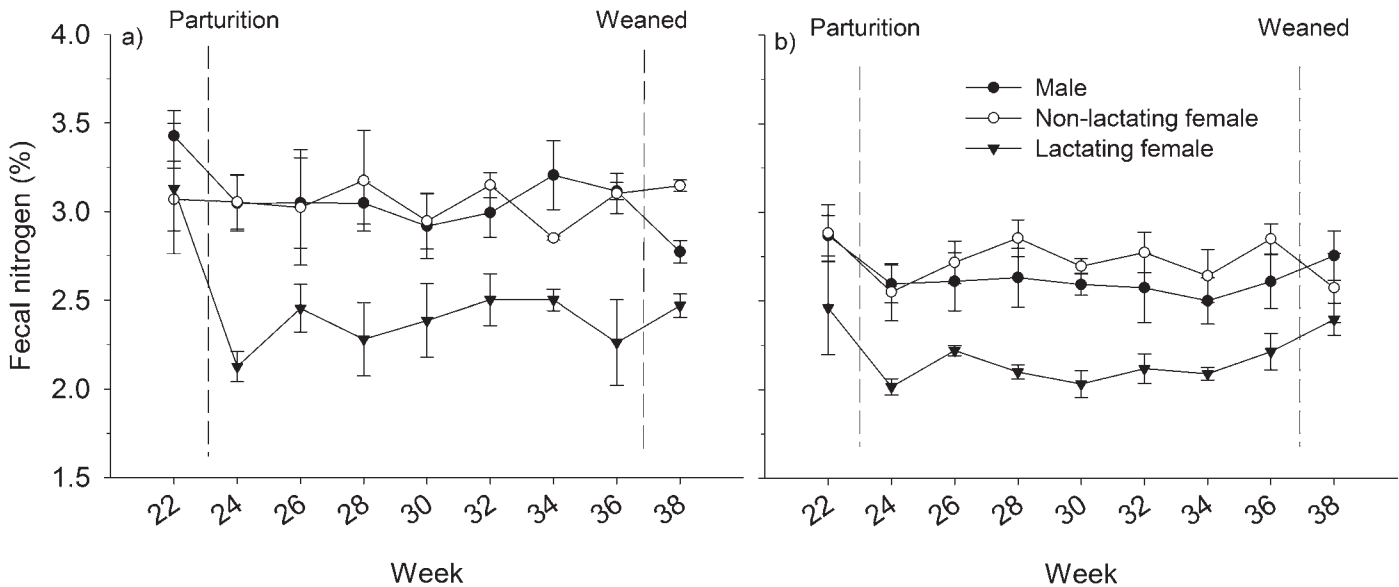 Parturition
Weaned
a)
4.0
3.5
3.0
2.5
2.0
1.5
Fecal nitrogen (%)
22 24 26 28 30 32 34 36 38
Week
Parturition
Weaned
b)
Male
Non-lactating female
Lactating female
22 24 26 28 30 32 34 36 38
Week